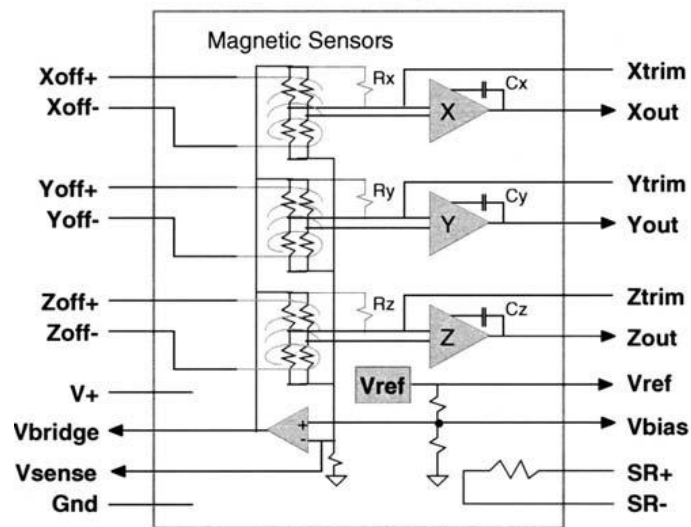 Magnetic Sensors
Xoff+
Rx
Cx
Xtrim
Xoff-
X
Xout
Yoff+
Ry
Cy
Ytrim
Yoff-
Y
Yout
Zoff+
Rz
Cz
Ztrim
Zoff-
Z
Zout
V+
Vref
Vref
Vbridge
+
-
Vbias
Vsense
SR+
Gnd
SR-